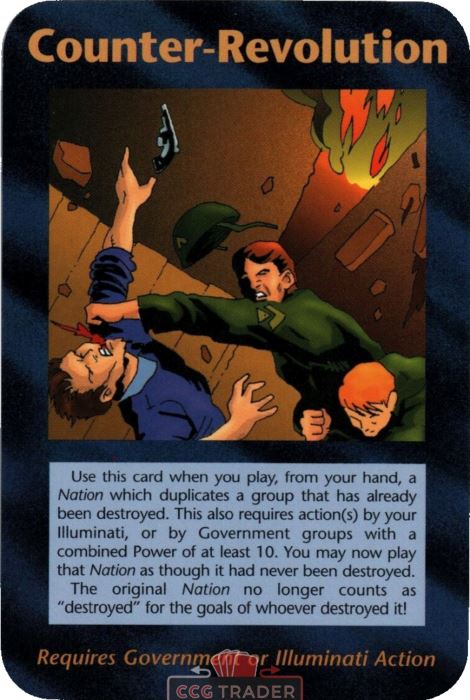 Counter-Revolution
Use this card when you play, from your hand, a
Nation which duplicates a group that has already
been destroyed. This also requires action(s) by your
Illuminati, or by Government groups with a
combined Power of at least 10. You may now play
that Nation as though it had never been destroyed.
The original Nation no longer counts as
"destroyed" for the goals of whoever destroyed it!
Requires Government or Illuminati Action
CCG TRADER